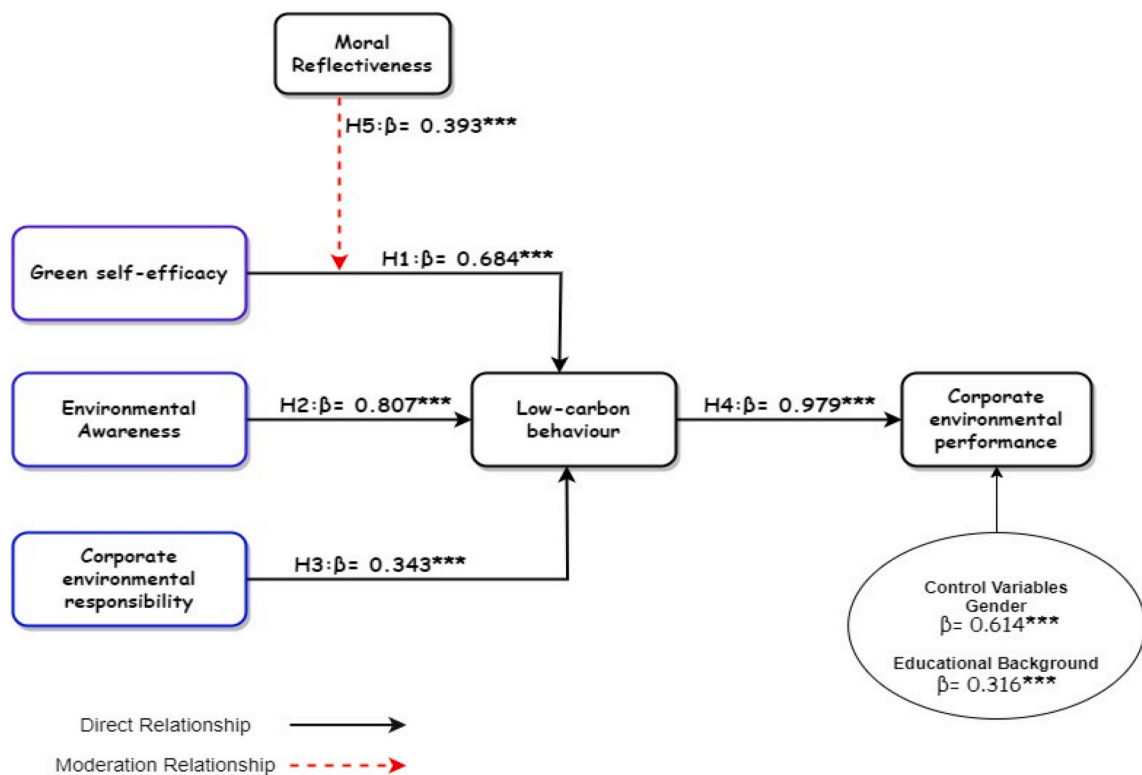 Moral
Reflectiveness
H5:β= 0.393***
Green self-efficacy
H1:β= 0.684***
Environmental
Awareness
H2:β= 0.807***
Low-carbon
behaviour
H4:β= 0.979***
Corporate
environmental
performance
Corporate
environmental
responsibility
H3:β= 0.343***
Control Variables
Gender
β= 0.614***
Educational Background
β= 0.316***
Direct Relationship
Moderation Relationship